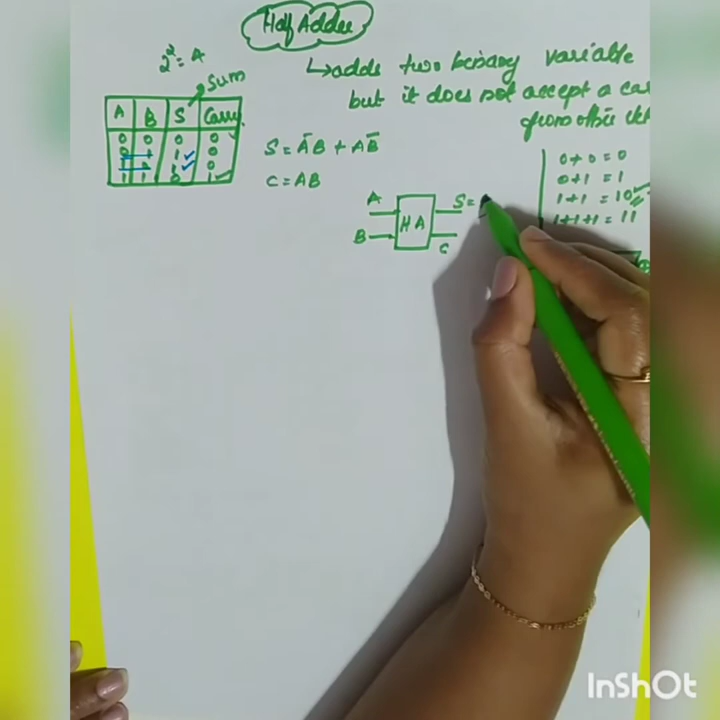 Half Adder
2² = 4
↳ adds two binary variable
but it does not accept a
from other
Sum
A B S Carry
0 0 0 0
0 1 1 0
1 1 0
1 1 0 1
S = A̅B + AB̅
C = AB
0 + 0 = 0
0 + 1 = 1
1 + 1 = 10
1 + 1 + 1 = 11
A
B
HA
S =
C
InShOt